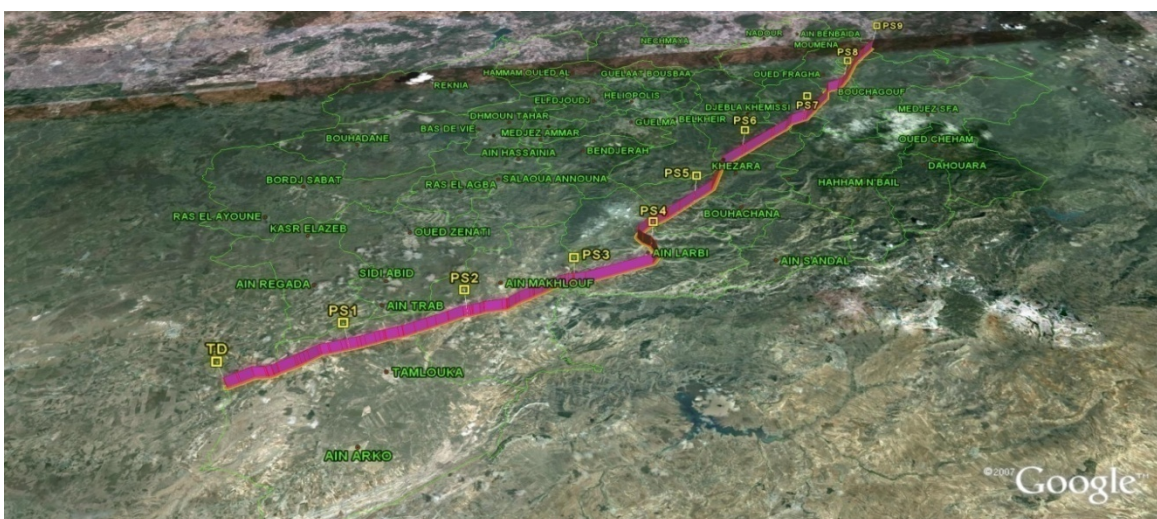 PS9
NADOUR
AIN BENBAIDA
NECHMAYA
MOUMENA
PS8
HAMMAM OULED AL
GUELAAT BOUSBAA
OUED FRAGHA
REKNIA
BOUCHAGOUF
HELIOPOLIS
ELFDJOUDJ
PS7
DJEBLA KHEMISSI
MEDJEZ SFA
DHMOUN TAHAR
GUELMA
BELKHEIR
BAS DE VIE
MEDJEZ AMMAR
PS6
BOUHADANE
OUED CHEHAM
AIN HASSAINIA
BENDJERAH
KHEZARA
DAHOUARA
BORDJ SABAT
SALAOUA ANNOUNA
PS5
RAS EL AGBA
HAHHAM N'BAIL
RAS EL AYOUNE
PS4
BOUHACHANA
KASR ELAZEB
OUED ZENATI
AIN LARBI
PS3
AIN SANDAL
SIDI ABID
AIN REGADA
PS2
AIN MAKHLOUF
AIN TRAB
PS1
TD
TAMLOUKA
AIN ARKO
©2007 Google